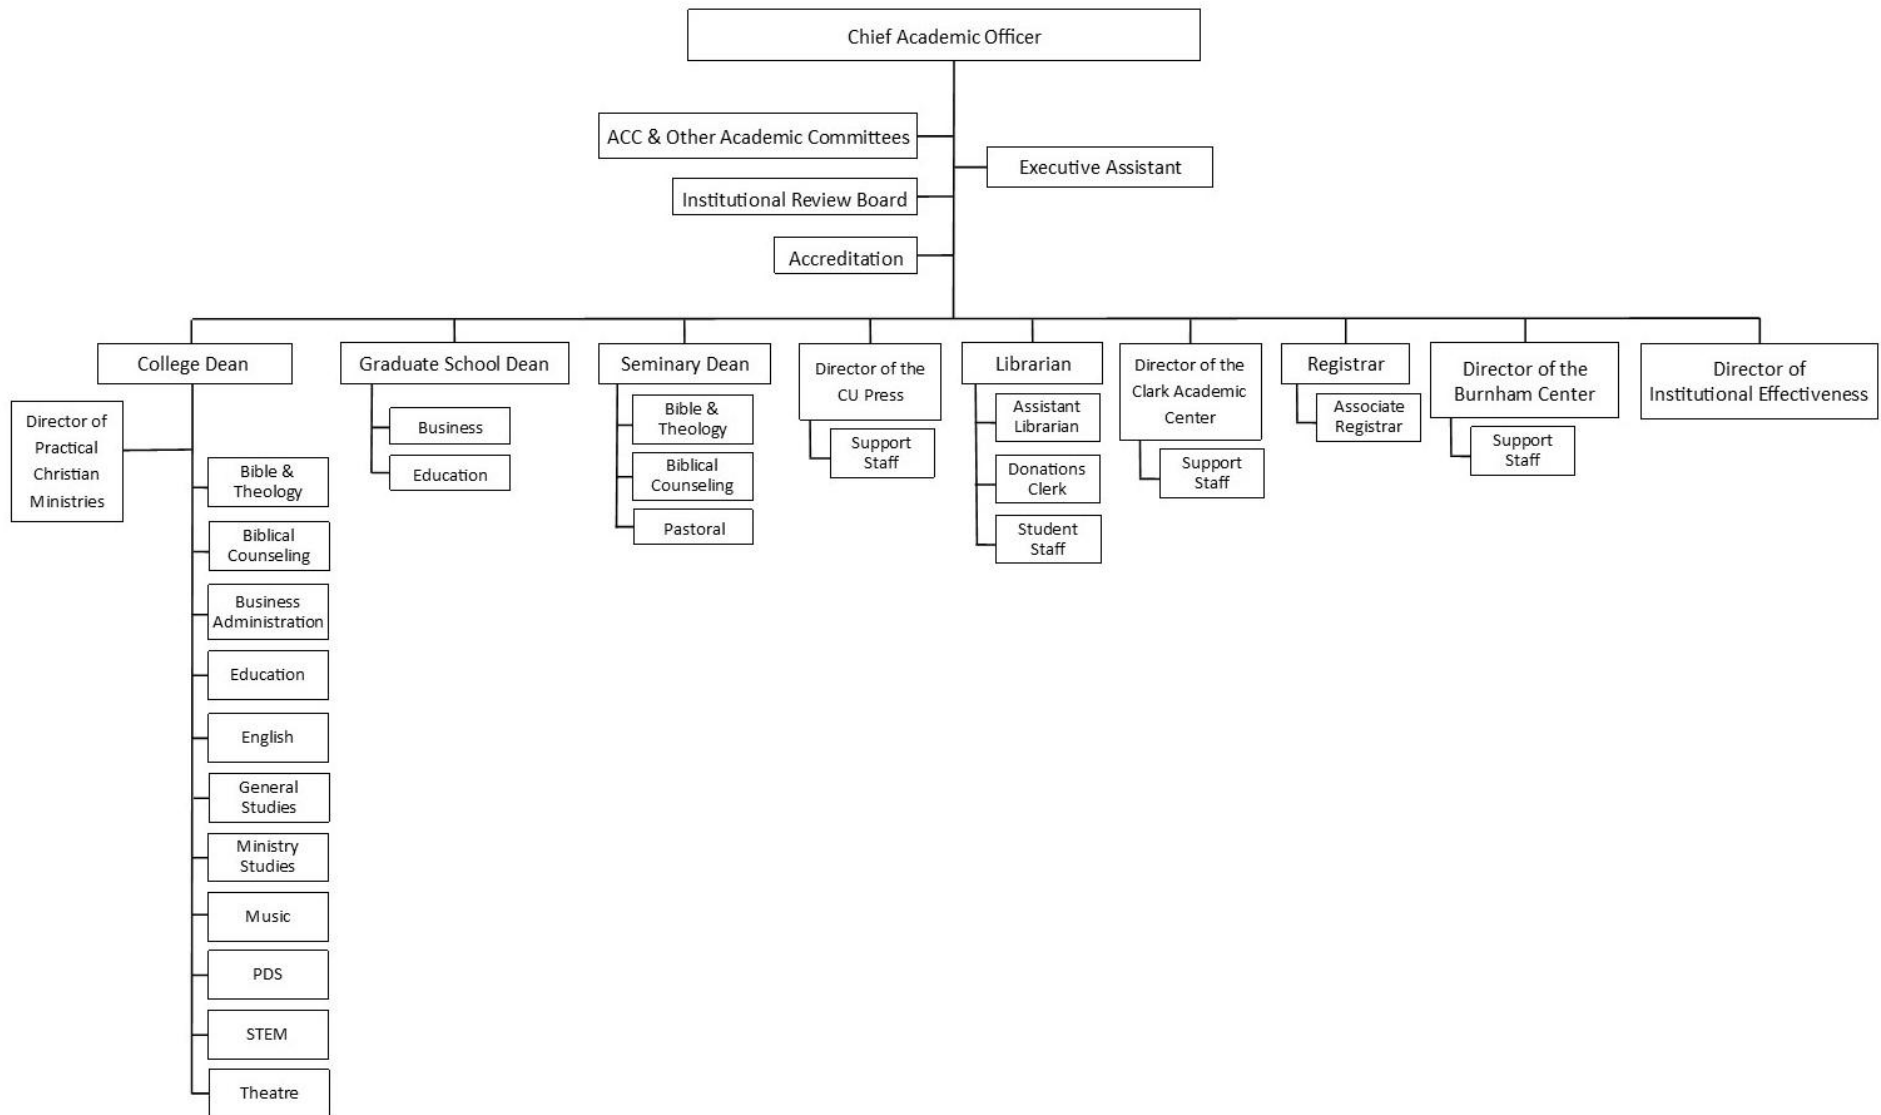 Chief Academic Officer
ACC & Other Academic Committees
Executive Assistant
Institutional Review Board
Accreditation
College Dean
Director of
Practical
Christian
Ministries
Bible &
Theology
Biblical
Counseling
Business
Administration
Education
English
General
Studies
Ministry
Studies
Music
PDS
STEM
Theatre
Graduate School Dean
Business
Education
Seminary Dean
Bible &
Theology
Biblical
Counseling
Pastoral
Director of the
CU Press
Support
Staff
Librarian
Assistant
Librarian
Donations
Clerk
Student
Staff
Director of the
Clark Academic
Center
Support
Staff
Registrar
Associate
Registrar
Director of the
Burnham Center
Support
Staff
Director of
Institutional Effectiveness